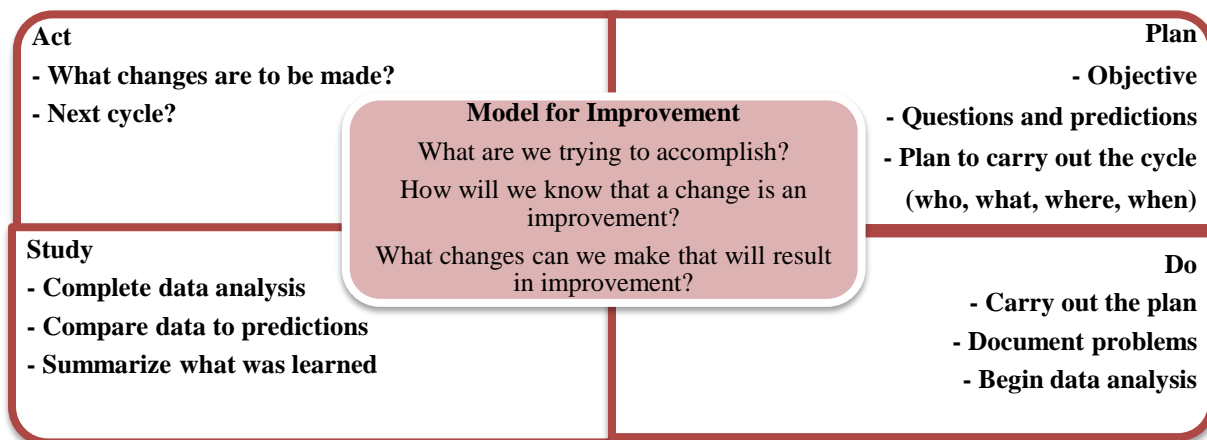 Act
- What changes are to be made?
- Next cycle?
Plan
- Objective
- Questions and predictions
- Plan to carry out the cycle
(who, what, where, when)
Model for Improvement
What are we trying to accomplish?
How will we know that a change is an
improvement?
What changes can we make that will result
in improvement?
Study
- Complete data analysis
- Compare data to predictions
- Summarize what was learned
Do
- Carry out the plan
- Document problems
- Begin data analysis